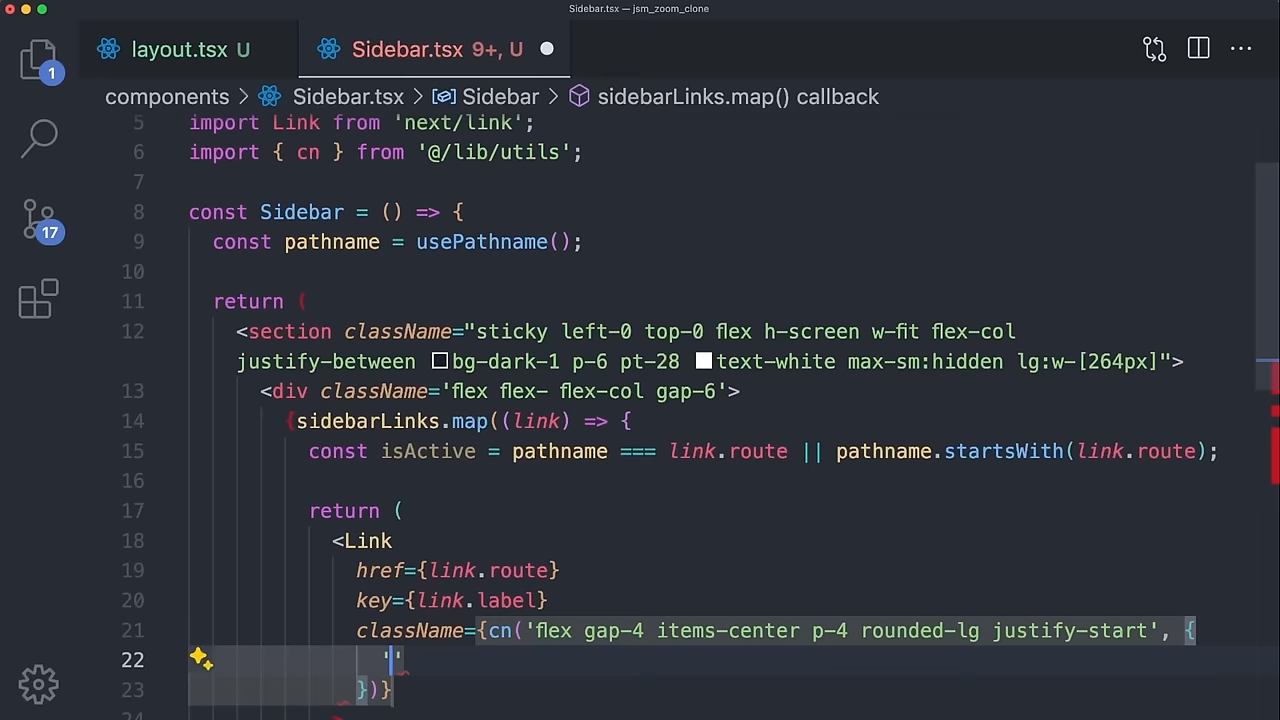 Sidebar.tsx — jsm_zoom_clone
layout.tsx U
Sidebar.tsx 9+, U
1
components > Sidebar.tsx > Sidebar > sidebarLinks.map() callback
5 import Link from 'next/link';
6 import { cn } from '@/lib/utils';
7
8 const Sidebar = () => {
9 const pathname = usePathname();
17
10
11 return (
12 <section className="sticky left-0 top-0 flex h-screen w-fit flex-col
justify-between bg-dark-1 p-6 pt-28 text-white max-sm:hidden lg:w-[264px]">
13 <div className='flex flex- flex-col gap-6'>
14 {sidebarLinks.map((link) => {
15 const isActive = pathname === link.route || pathname.startsWith(link.route);
16
17 return (
18 <Link
19 href={link.route}
20 key={link.label}
21 className={cn('flex gap-4 items-center p-4 rounded-lg justify-start', {
22 ''
23 })}
24 >